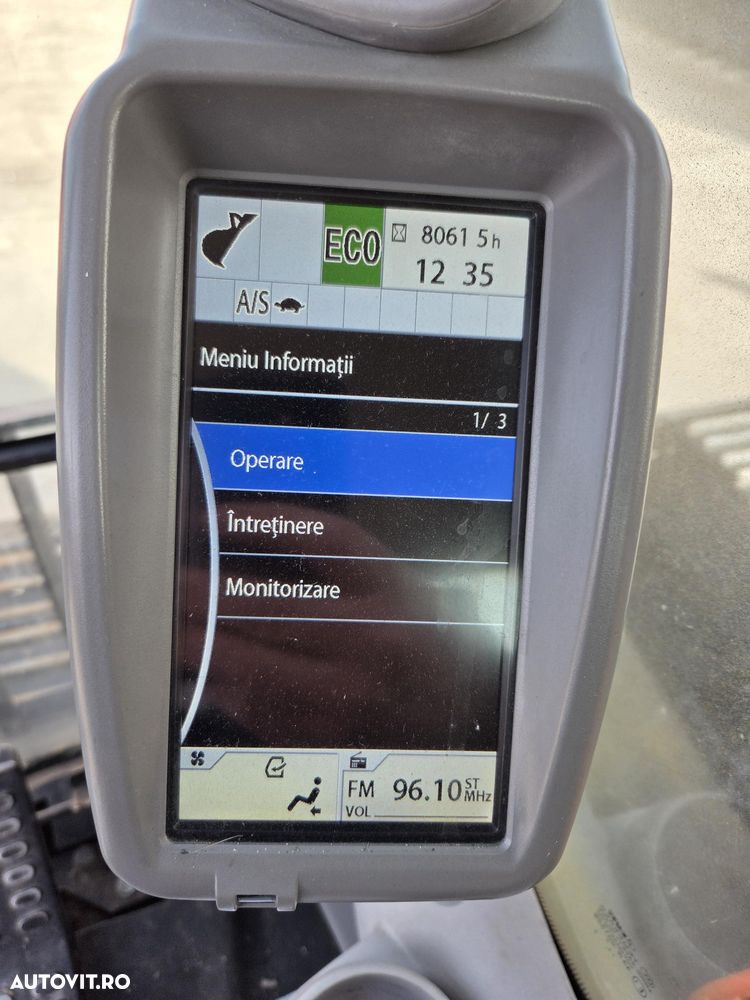 ECO
8061 5 h
12 35
A/S
Meniu Informații
1/ 3
Operare
Întreținere
Monitorizare
FM 96.10 ST MHz
VOL
AUTOVIT.RO